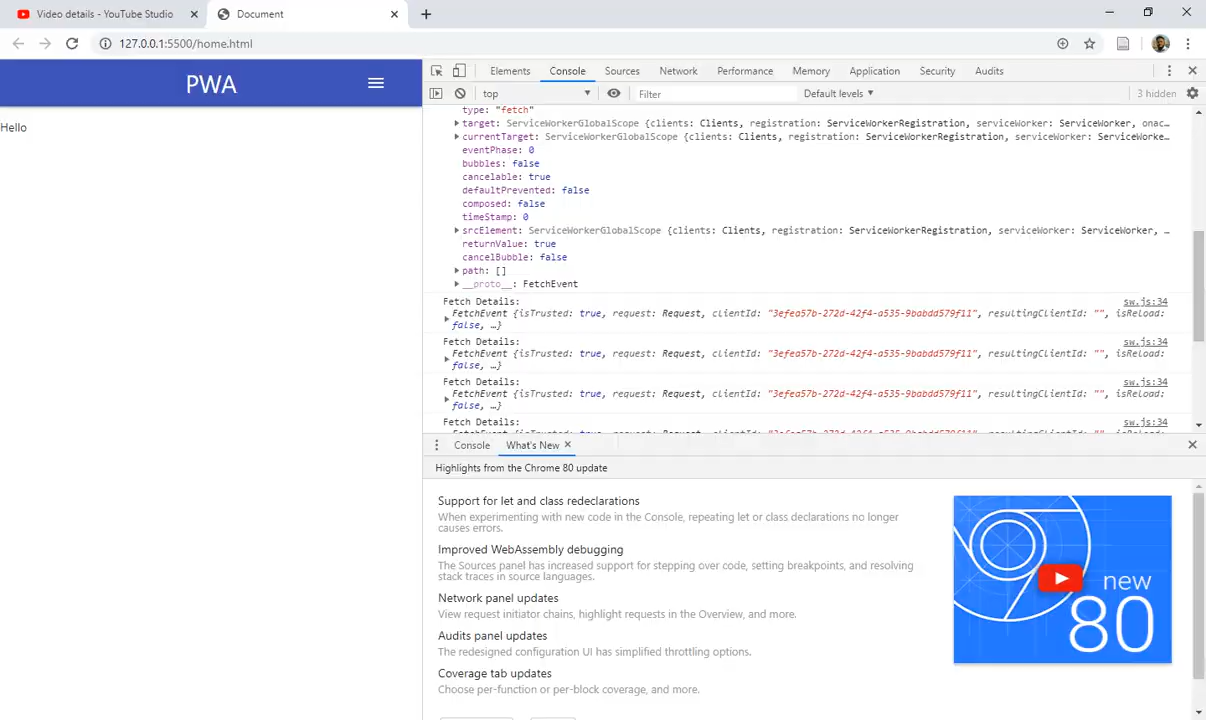 Video details - YouTube Studio
Document
127.0.0.1:5500/home.html
PWA
Hello
Elements Console Sources Network Performance Memory Application Security Audits
top Filter Default levels ▼ 3 hidden
type: "fetch"
target: ServiceWorkerGlobalScope {clients: Clients, registration: ServiceWorkerRegistration, serviceWorker: ServiceWorker, onac…
currentTarget: ServiceWorkerGlobalScope {clients: Clients, registration: ServiceWorkerRegistration, serviceWorker: ServiceWorke…
eventPhase: 0
bubbles: false
cancelable: true
defaultPrevented: false
composed: false
timeStamp: 0
srcElement: ServiceWorkerGlobalScope {clients: Clients, registration: ServiceWorkerRegistration, serviceWorker: ServiceWorker, …
returnValue: true
cancelBubble: false
path: []
__proto__: FetchEvent
Fetch Details: sw.js:34
FetchEvent {isTrusted: true, request: Request, clientId: "3efea57b-272d-42f4-a535-9babdd579f11", resultingClientId: "", isReload:
false, …}
Fetch Details: sw.js:34
FetchEvent {isTrusted: true, request: Request, clientId: "3efea57b-272d-42f4-a535-9babdd579f11", resultingClientId: "", isReload:
false, …}
Fetch Details: sw.js:34
FetchEvent {isTrusted: true, request: Request, clientId: "3efea57b-272d-42f4-a535-9babdd579f11", resultingClientId: "", isReload:
false, …}
Fetch Details: sw.js:34
Console What's New
Highlights from the Chrome 80 update
Support for let and class redeclarations
When experimenting with new code in the Console, repeating let or class declarations no longer
causes errors.
Improved WebAssembly debugging
The Sources panel has increased support for stepping over code, setting breakpoints, and resolving
stack traces in source languages.
Network panel updates
View request initiator chains, highlight requests in the Overview, and more.
Audits panel updates
The redesigned configuration UI has simplified throttling options.
Coverage tab updates
Choose per-function or per-block coverage, and more.
new
80